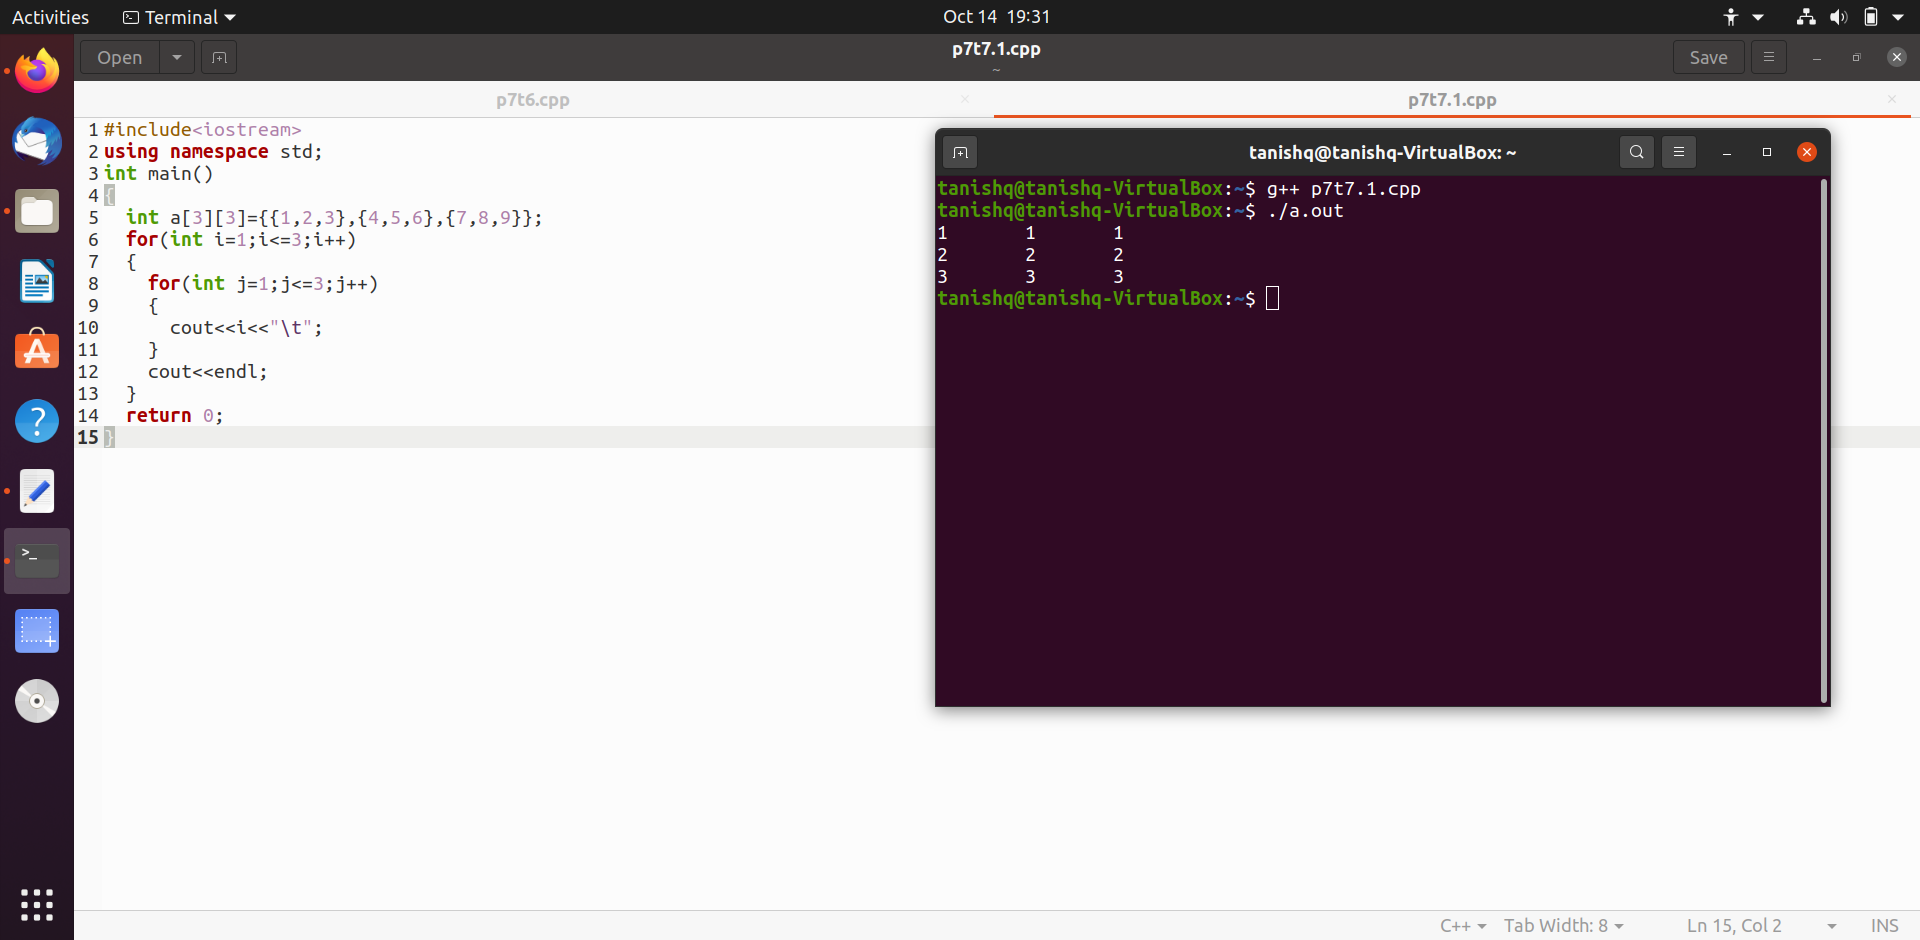 Activities Terminal Oct 14 19:31
Open p7t7.1.cpp Save
~
p7t6.cpp p7t7.1.cpp
1 #include<iostream>
2 using namespace std;
3 int main()
4 {
5   int a[3][3]={{1,2,3},{4,5,6},{7,8,9}};
6   for(int i=1;i<=3;i++)
7   {
8     for(int j=1;j<=3;j++)
9     {
10       cout<<i<<"\t";
11     }
12     cout<<endl;
13   }
14   return 0;
15 }
tanishq@tanishq-VirtualBox: ~
tanishq@tanishq-VirtualBox:~$ g++ p7t7.1.cpp
tanishq@tanishq-VirtualBox:~$ ./a.out
1	1	1
2	2	2
3	3	3
tanishq@tanishq-VirtualBox:~$
C++ Tab Width: 8 Ln 15, Col 2 INS